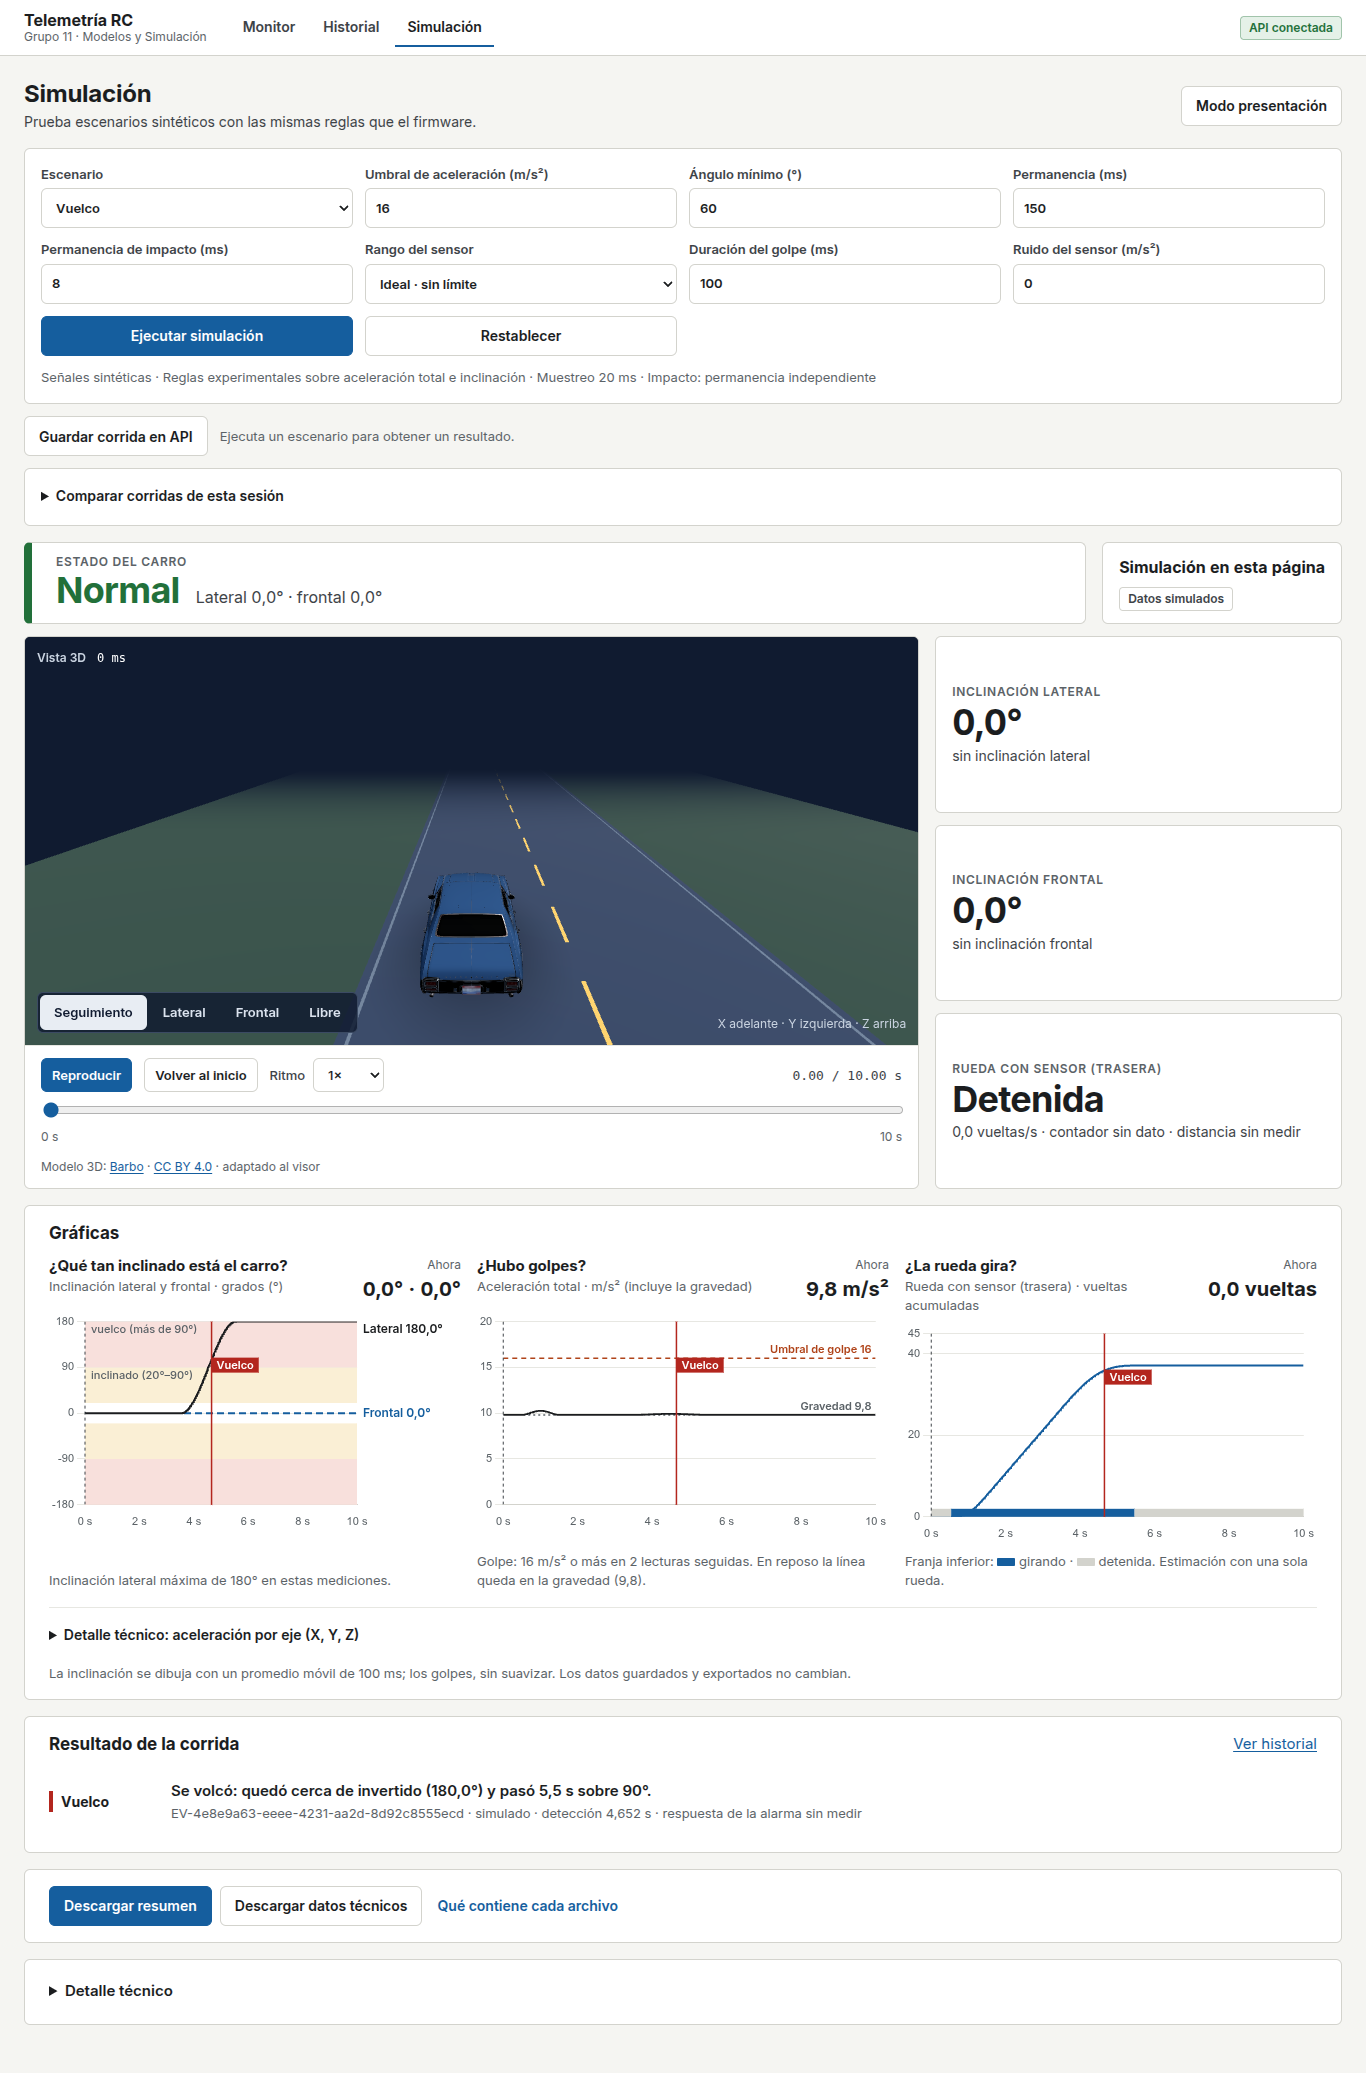 Telemetría RC
Grupo 11 · Modelos y Simulación
Monitor
Historial
Simulación
API conectada
Simulación
Prueba escenarios sintéticos con las mismas reglas que el firmware.
Modo presentación
Escenario
Umbral de aceleración (m/s²)
Ángulo mínimo (°)
Permanencia (ms)
Vuelco
16
60
150
Permanencia de impacto (ms)
Rango del sensor
Duración del golpe (ms)
Ruido del sensor (m/s²)
8
Ideal · sin límite
100
0
Ejecutar simulación
Restablecer
Señales sintéticas · Reglas experimentales sobre aceleración total e inclinación · Muestreo 20 ms · Impacto: permanencia independiente
Guardar corrida en API
Ejecuta un escenario para obtener un resultado.
Comparar corridas de esta sesión
ESTADO DEL CARRO
Normal Lateral 0,0° · frontal 0,0°
Simulación en esta página
Datos simulados
Vista 3D 0 ms
Seguimiento
Lateral
Frontal
Libre
X adelante · Y izquierda · Z arriba
Reproducir
Volver al inicio
Ritmo
1×
0.00 / 10.00 s
0 s
10 s
Modelo 3D: Barbo · CC BY 4.0 · adaptado al visor
INCLINACIÓN LATERAL
0,0°
sin inclinación lateral
INCLINACIÓN FRONTAL
0,0°
sin inclinación frontal
RUEDA CON SENSOR (TRASERA)
Detenida
0,0 vueltas/s · contador sin dato · distancia sin medir
Gráficas
¿Qué tan inclinado está el carro?
Inclinación lateral y frontal · grados (°)
Ahora
0,0° · 0,0°
180
90
0
-90
-180
vuelco (más de 90°)
inclinado (20°–90°)
Vuelco
Lateral 180,0°
Frontal 0,0°
0 s
2 s
4 s
6 s
8 s
10 s
Inclinación lateral máxima de 180° en estas mediciones.
¿Hubo golpes?
Aceleración total · m/s² (incluye la gravedad)
Ahora
9,8 m/s²
20
15
10
5
0
Umbral de golpe 16
Vuelco
Gravedad 9,8
0 s
2 s
4 s
6 s
8 s
10 s
Golpe: 16 m/s² o más en 2 lecturas seguidas. En reposo la línea
queda en la gravedad (9,8).
¿La rueda gira?
Rueda con sensor (trasera) · vueltas
acumuladas
Ahora
0,0 vueltas
45
40
20
0
Vuelco
0 s
2 s
4 s
6 s
8 s
10 s
Franja inferior: girando · detenida. Estimación con una sola
rueda.
Detalle técnico: aceleración por eje (X, Y, Z)
La inclinación se dibuja con un promedio móvil de 100 ms; los golpes, sin suavizar. Los datos guardados y exportados no cambian.
Resultado de la corrida
Ver historial
Vuelco
Se volcó: quedó cerca de invertido (180,0°) y pasó 5,5 s sobre 90°.
EV-4e8e9a63-eeee-4231-aa2d-8d92c8555ecd · simulado · detección 4,652 s · respuesta de la alarma sin medir
Descargar resumen
Descargar datos técnicos
Qué contiene cada archivo
Detalle técnico